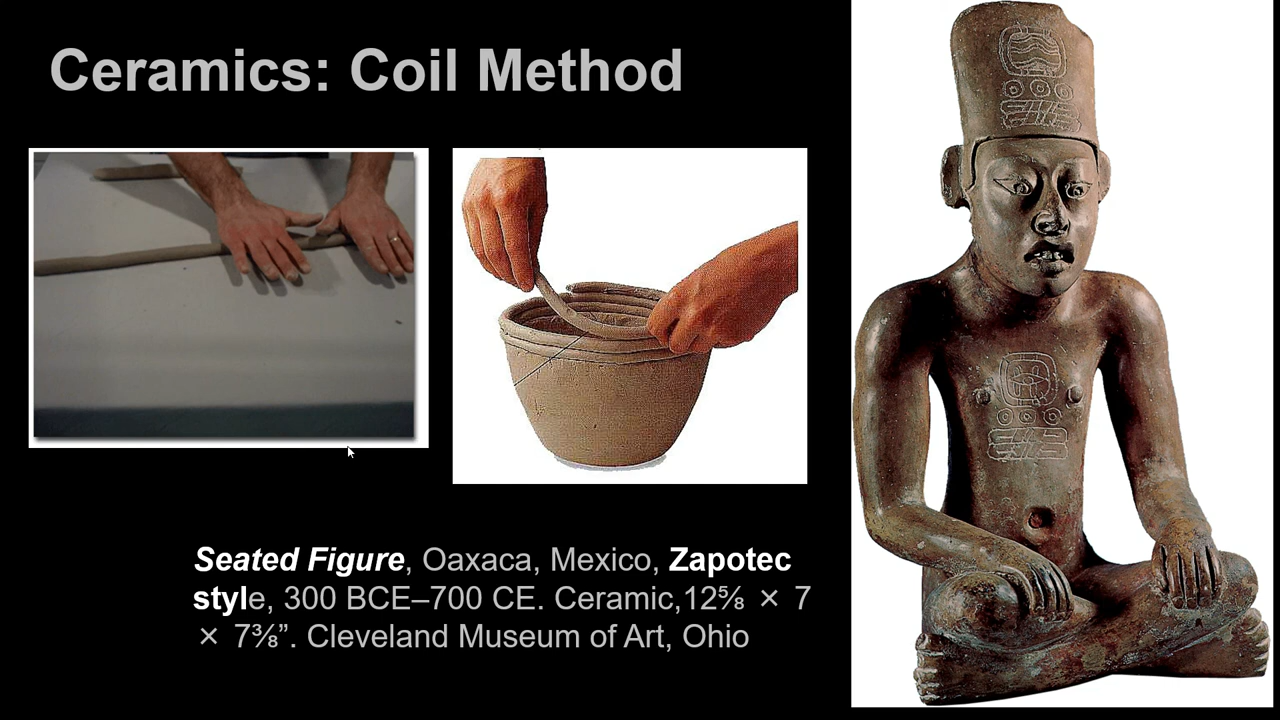 Ceramics: Coil Method
Seated Figure, Oaxaca, Mexico, Zapotec
style, 300 BCE–700 CE. Ceramic,12⅝ × 7
× 7⅜”. Cleveland Museum of Art, Ohio